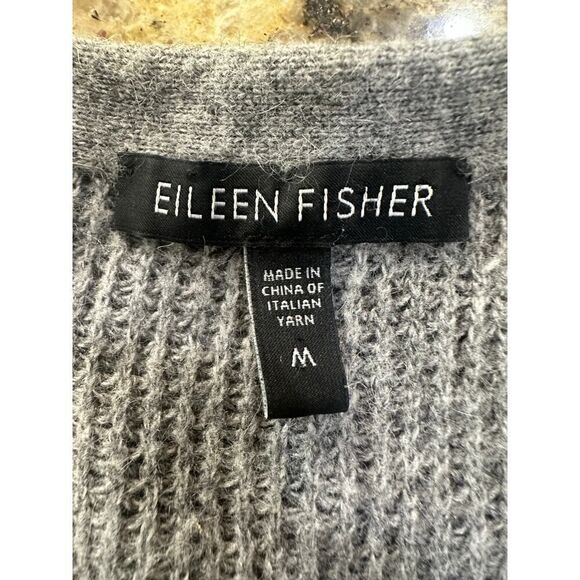 EILEEN FISHER
MADE IN
CHINA OF
ITALIAN
YARN
M